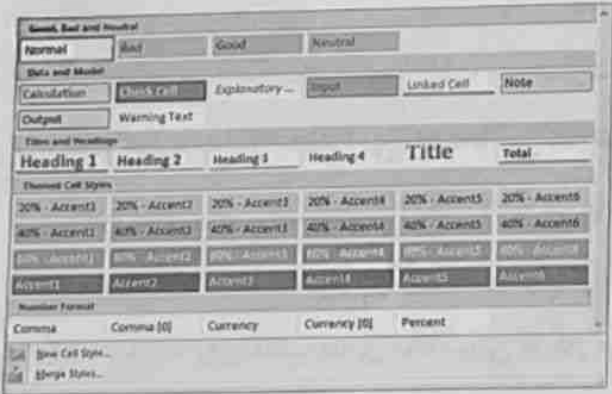 Good, Bad and Neutral
Normal Bad Good Neutral
Data and Model
Calculation Check Cell Explanatory ... Input Linked Cell Note
Output Warning Text
Titles and Headings
Heading 1 Heading 2 Heading 3 Heading 4 Title Total
Themed Cell Styles
20% - Accent1 20% - Accent2 20% - Accent3 20% - Accent4 20% - Accent5 20% - Accent6
40% - Accent1 40% - Accent2 40% - Accent3 40% - Accent4 40% - Accent5 40% - Accent6
60% - Accent1 60% - Accent2 60% - Accent3 60% - Accent4 60% - Accent5 60% - Accent6
Accent1 Accent2 Accent3 Accent4 Accent5 Accent6
Number Format
Comma Comma [0] Currency Currency [0] Percent
New Cell Style...
Merge Styles...